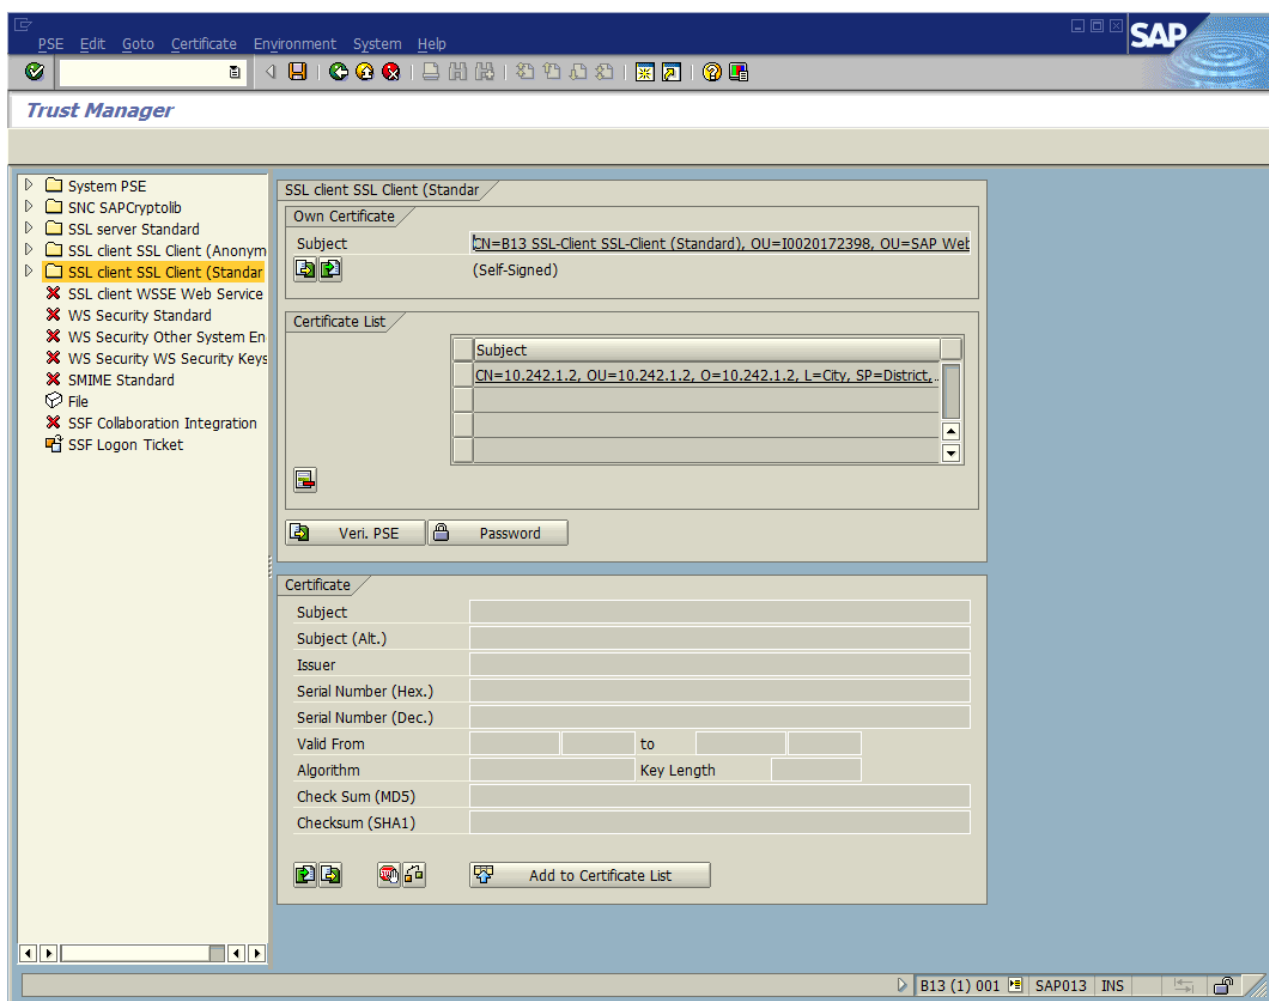 PSE Edit Goto Certificate Environment System Help
SAP
Trust Manager
System PSE
SNC SAPCryptolib
SSL server Standard
SSL client SSL Client (Anonym
SSL client SSL Client (Standar
SSL client WSSE Web Service
WS Security Standard
WS Security Other System En
WS Security WS Security Keys
SMIME Standard
File
SSF Collaboration Integration
SSF Logon Ticket
SSL client SSL Client (Standar
Own Certificate
Subject CN=B13 SSL-Client SSL-Client (Standard), OU=I0020172398, OU=SAP Web
(Self-Signed)
Certificate List
Subject
CN=10.242.1.2, OU=10.242.1.2, O=10.242.1.2, L=City, SP=District,..
Veri. PSE Password
Certificate
Subject
Subject (Alt.)
Issuer
Serial Number (Hex.)
Serial Number (Dec.)
Valid From to
Algorithm Key Length
Check Sum (MD5)
Checksum (SHA1)
Add to Certificate List
B13 (1) 001 SAP013 INS